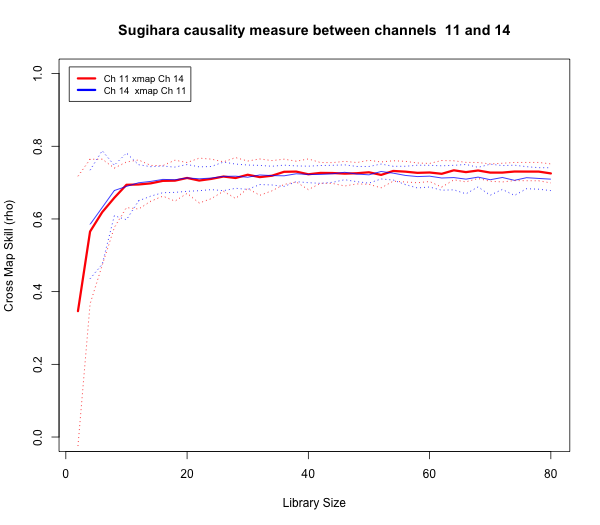 Sugihara causality measure between channels  11 and 14
Ch 11 xmap Ch 14
Ch 14  xmap Ch 11
1.0
0.8
0.6
0.4
0.2
0.0
Cross Map Skill (rho)
0 20 40 60 80
Library Size